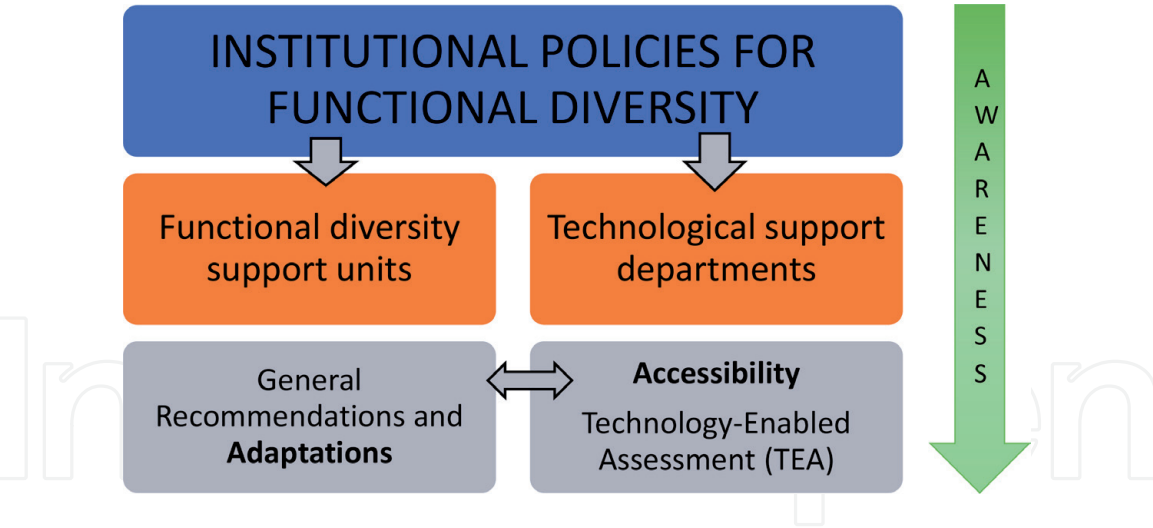 INSTITUTIONAL POLICIES FOR
FUNCTIONAL DIVERSITY
Functional diversity
support units
Technological support
departments
General
Recommendations and
Adaptations
Accessibility
Technology-Enabled
Assessment (TEA)
AWARENESS